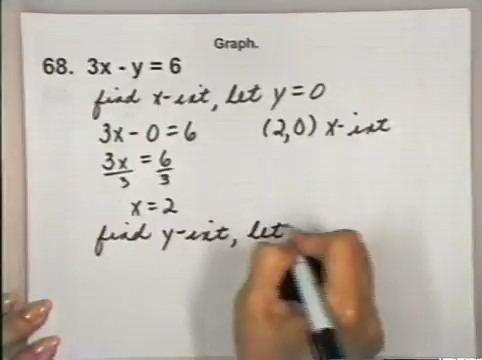 Graph.
68. 3x - y = 6
find x-int, let y = 0
3x - 0 = 6 (2,0) x-int
3x/3 = 6/3
x = 2
find y-int, let